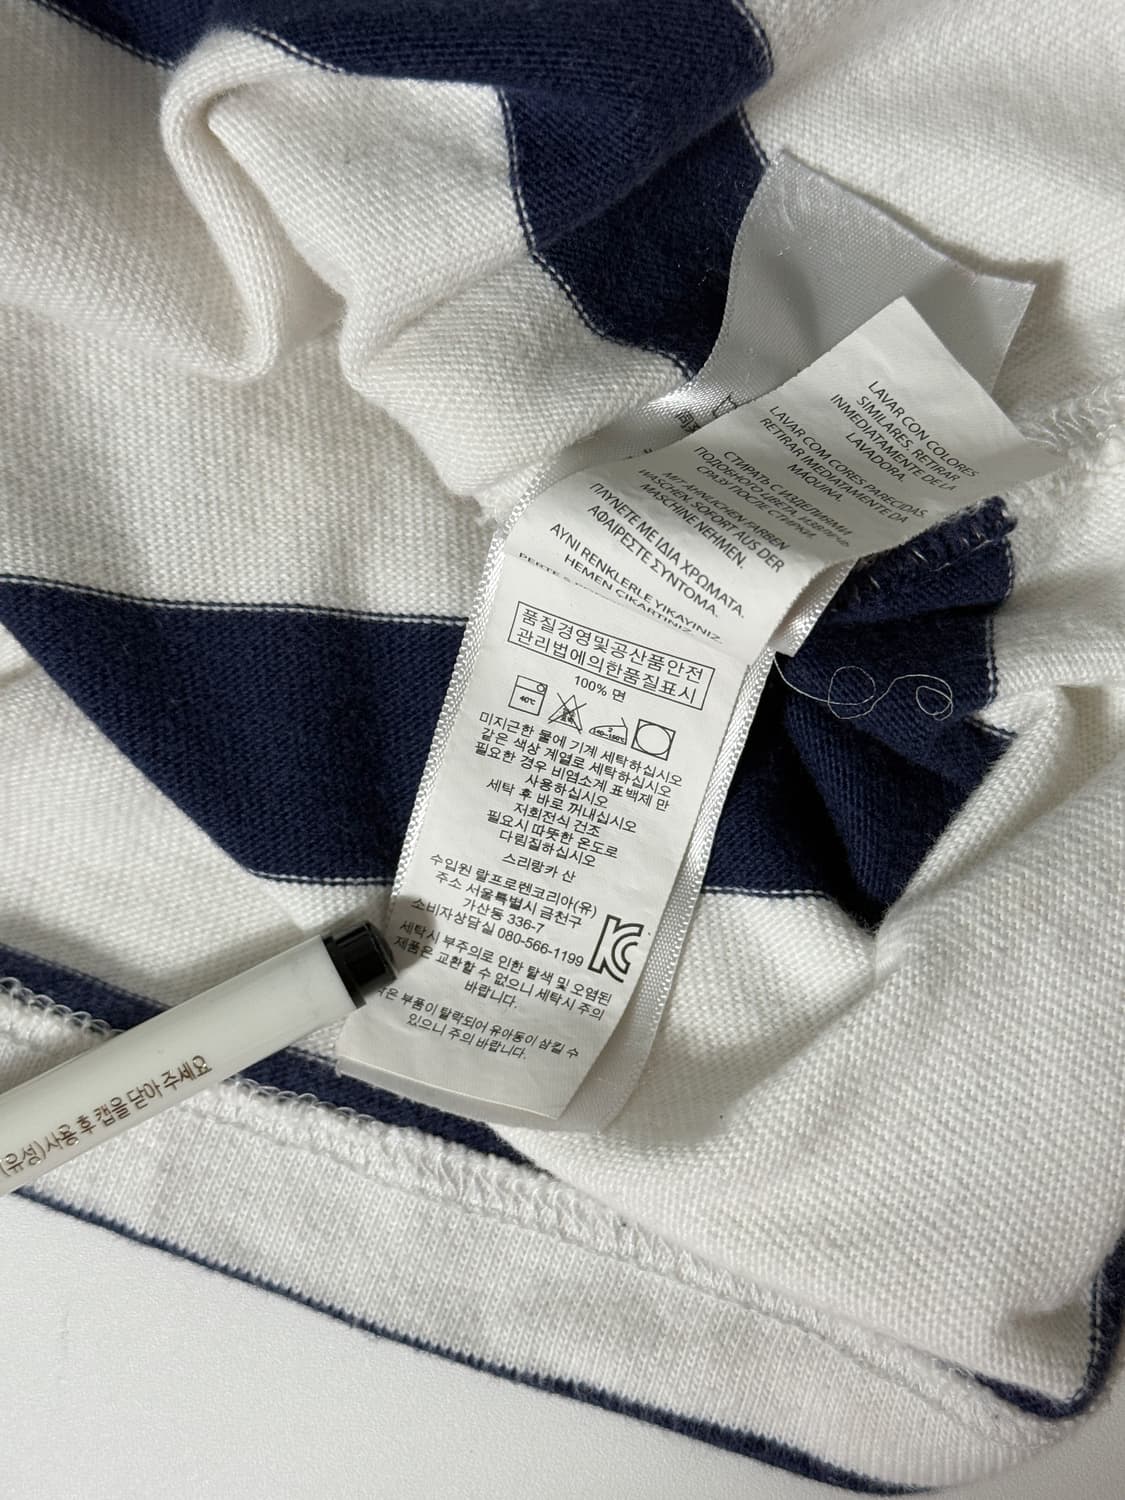 LAVAR CON COLORES
SIMILARES. RETIRAR
INMEDIATAMENTE DE LA
LAVADORA.
LAVAR COM CORES PARECIDAS.
RETIRAR IMEDIATAMENTE DA
MÁQUINA.
СТИРАТЬ С ИЗДЕЛИЯМИ
ПОДОБНОГО ЦВЕТА. ИЗВЛЕЧЬ
СРАЗУ ПОСЛЕ СТИРКИ.
MIT ÄHNLICHEN FARBEN
WASCHEN. SOFORT AUS DER
MASCHINE NEHMEN.
ΠΛΥΝΕΤΕ ΜΕ ΙΔΙΑ ΧΡΩΜΑΤΑ.
ΑΦΑΙΡΕΣΤΕ ΣΥΝΤΟΜΑ.
AYNI RENKLERLE YIKAYINIZ.
HEMEN ÇIKARTINIZ.
품질경영및공산품안전
관리법에의한품질표시
100% 면
40℃
미지근한 물에 기계 세탁하십시오
같은 색상 계열로 세탁하십시오
필요한 경우 비염소계 표백제 만
사용하십시오
세탁 후 바로 꺼내십시오
저회전식 건조
필요시 따뜻한 온도로
다림질하십시오
스리랑카 산
수입원 랄프로렌코리아(유)
주소 서울특별시 금천구
가산동 336-7
소비자상담실 080-566-1199
세탁시 부주의로 인한 탈색 및 오염된
제품은 교환할 수 없으니 세탁시 주의
바랍니다.
작은 부품이 탈락되어 유아동이 삼킬 수
있으니 주의 바랍니다.
(유성)사용 후 캡을 닫아 주세요